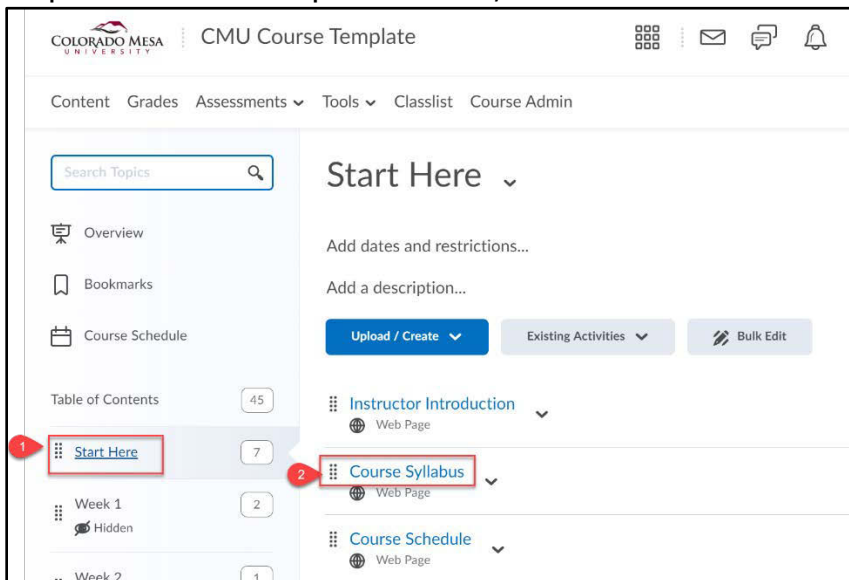 COLORADO MESA
UNIVERSITY
CMU Course Template
Content Grades Assessments Tools Classlist Course Admin
Search Topics
Overview
Bookmarks
Course Schedule
Table of Contents 45
1 Start Here 7
Week 1 2
Hidden
Week 2 1
Start Here
Add dates and restrictions...
Add a description...
Upload / Create Existing Activities Bulk Edit
Instructor Introduction
Web Page
2 Course Syllabus
Web Page
Course Schedule
Web Page